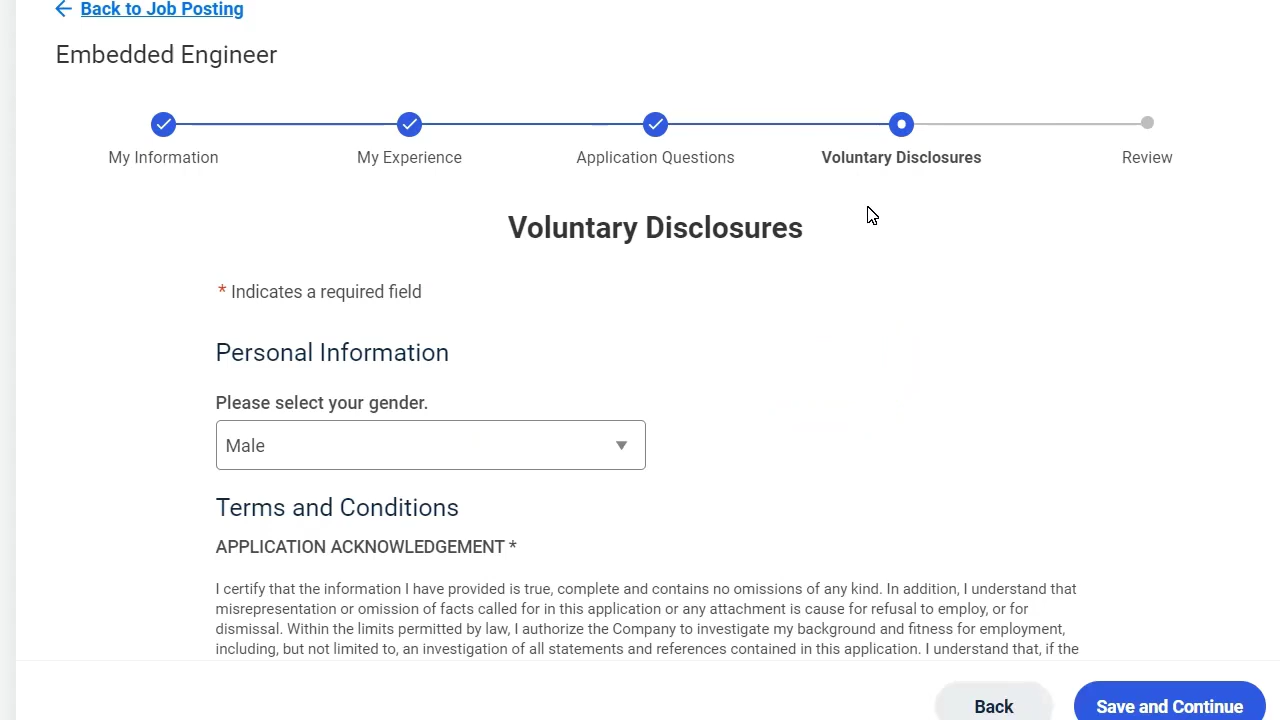 Back to Job Posting
Embedded Engineer
My Information
My Experience
Application Questions
Voluntary Disclosures
Review
Voluntary Disclosures
* Indicates a required field
Personal Information
Please select your gender.
Male
Terms and Conditions
APPLICATION ACKNOWLEDGEMENT *
I certify that the information I have provided is true, complete and contains no omissions of any kind. In addition, I understand that
misrepresentation or omission of facts called for in this application or any attachment is cause for refusal to employ, or for
dismissal. Within the limits permitted by law, I authorize the Company to investigate my background and fitness for employment,
including, but not limited to, an investigation of all statements and references contained in this application. I understand that, if the
Back
Save and Continue